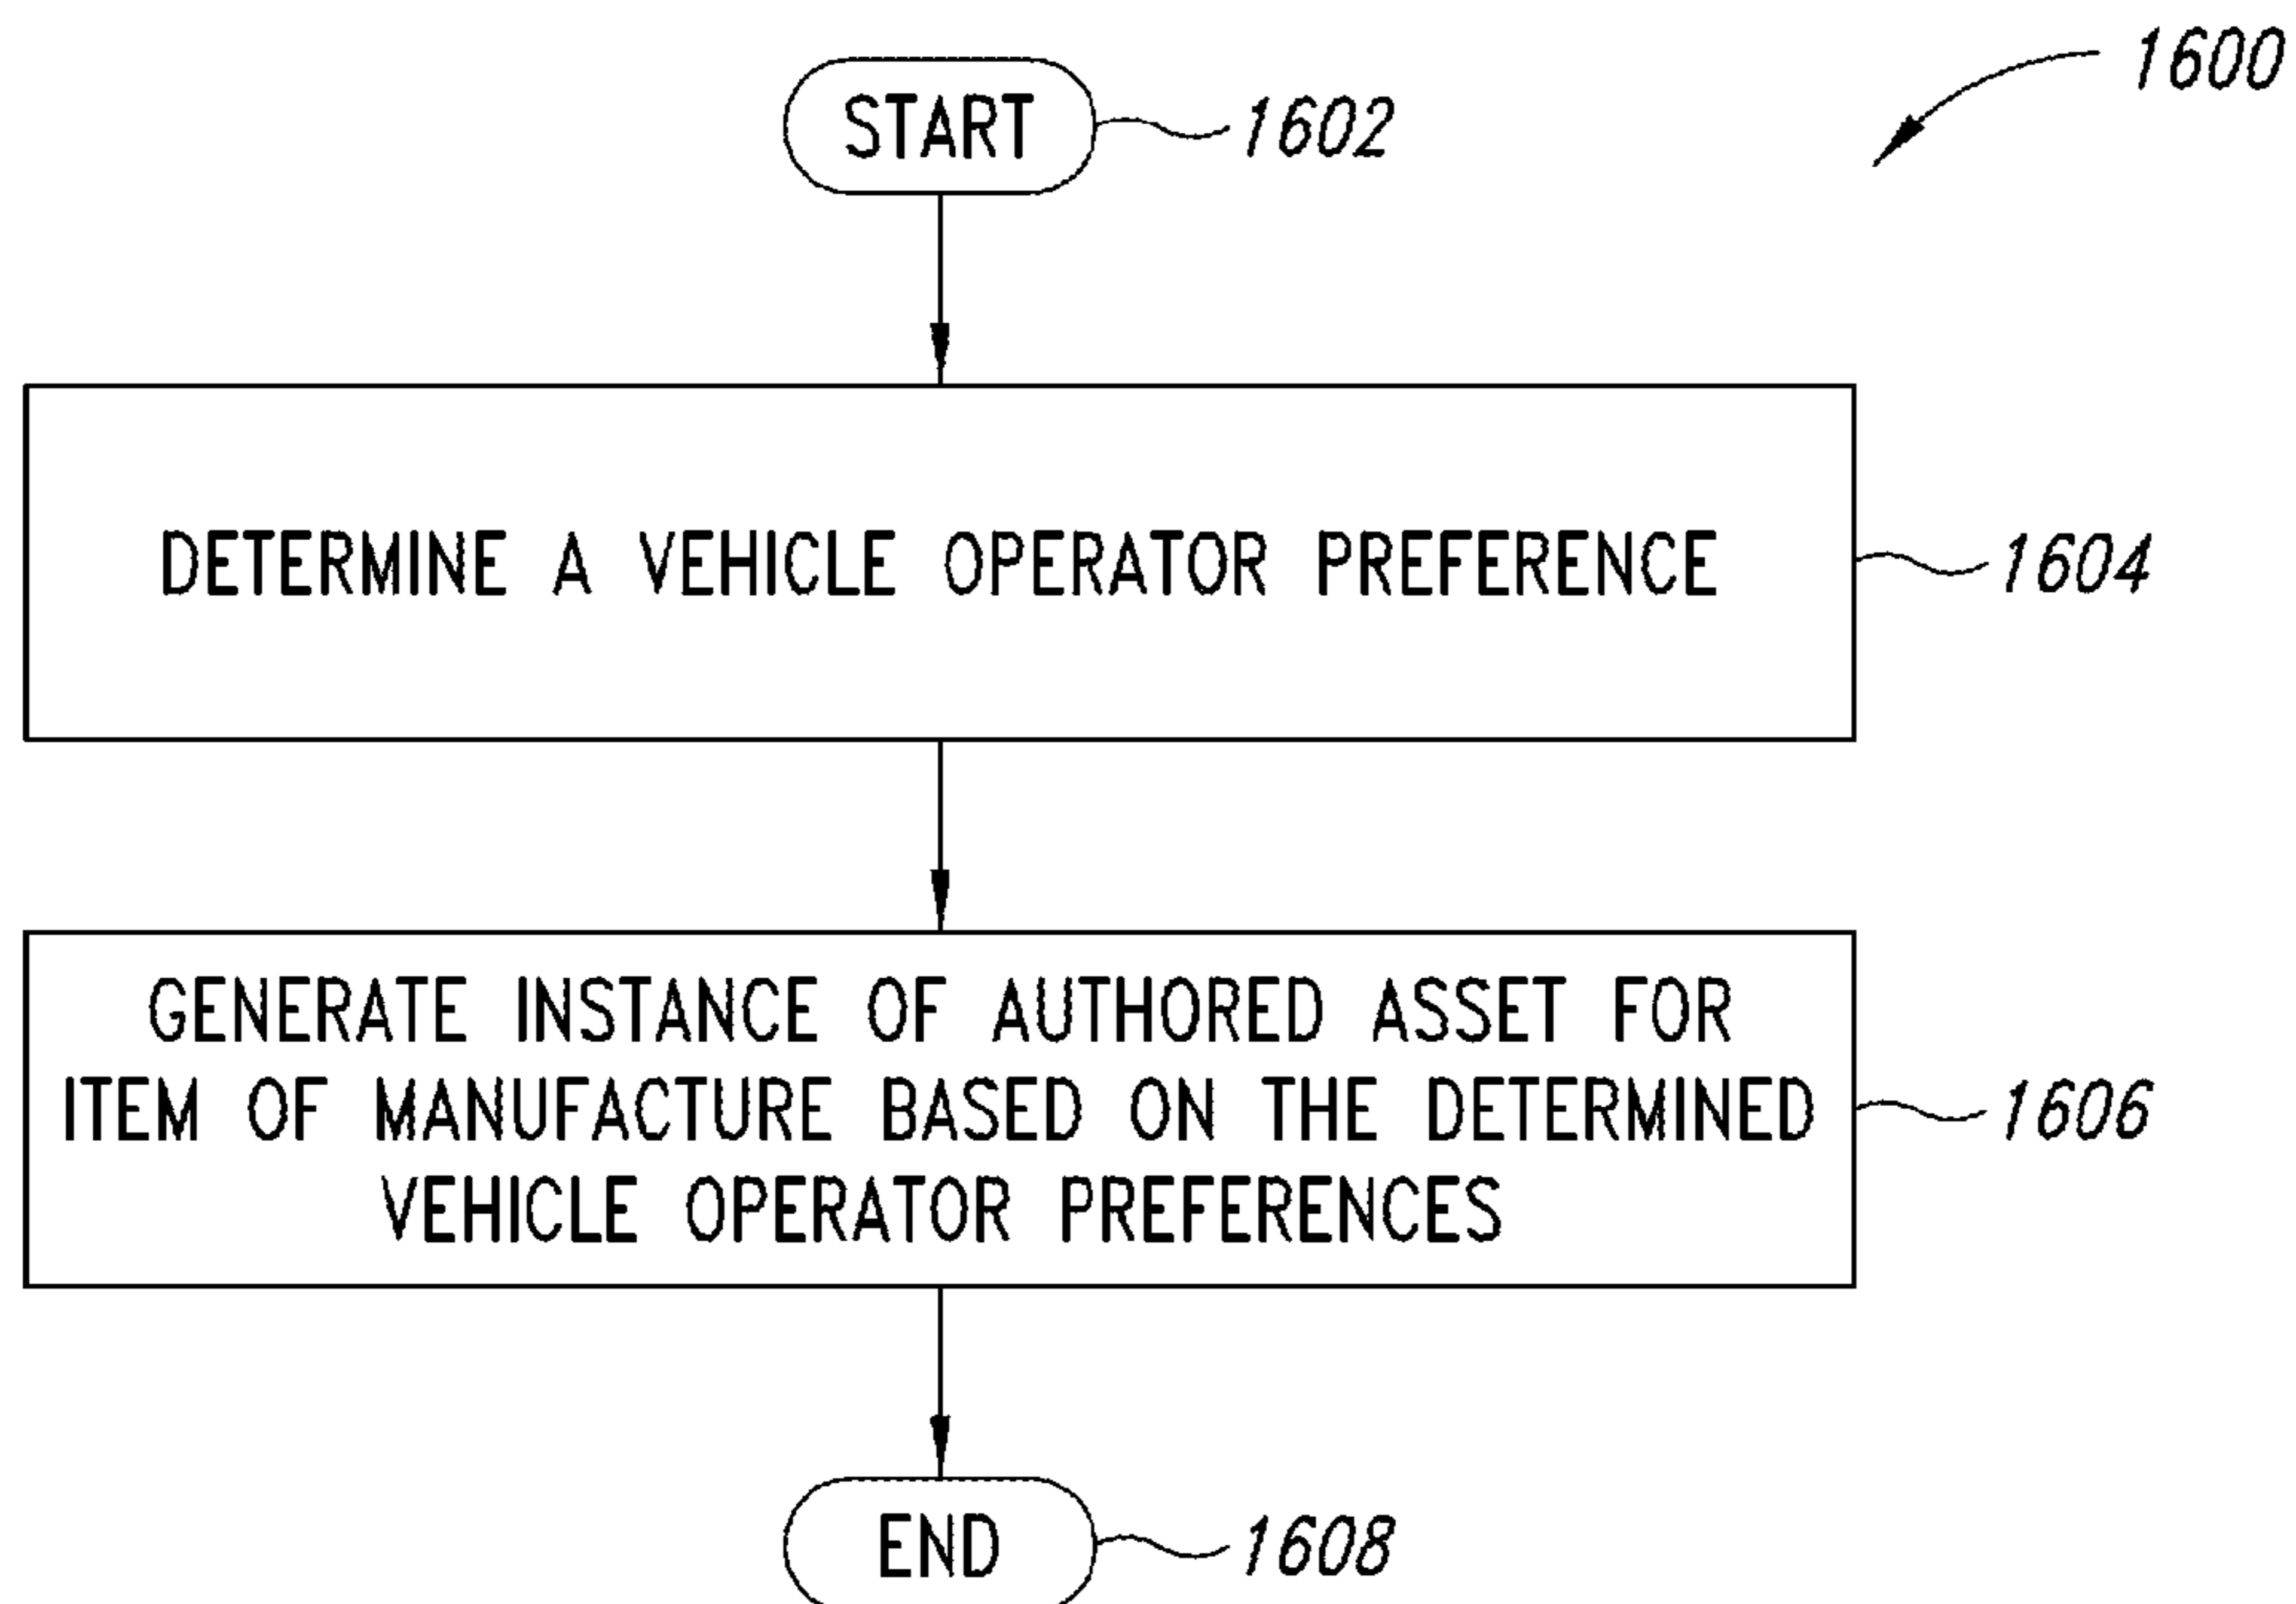 1600
START
1602
DETERMINE A VEHICLE OPERATOR PREFERENCE
1604
GENERATE INSTANCE OF AUTHORED ASSET FOR
ITEM OF MANUFACTURE BASED ON THE DETERMINED
VEHICLE OPERATOR PREFERENCES
1606
END
1608